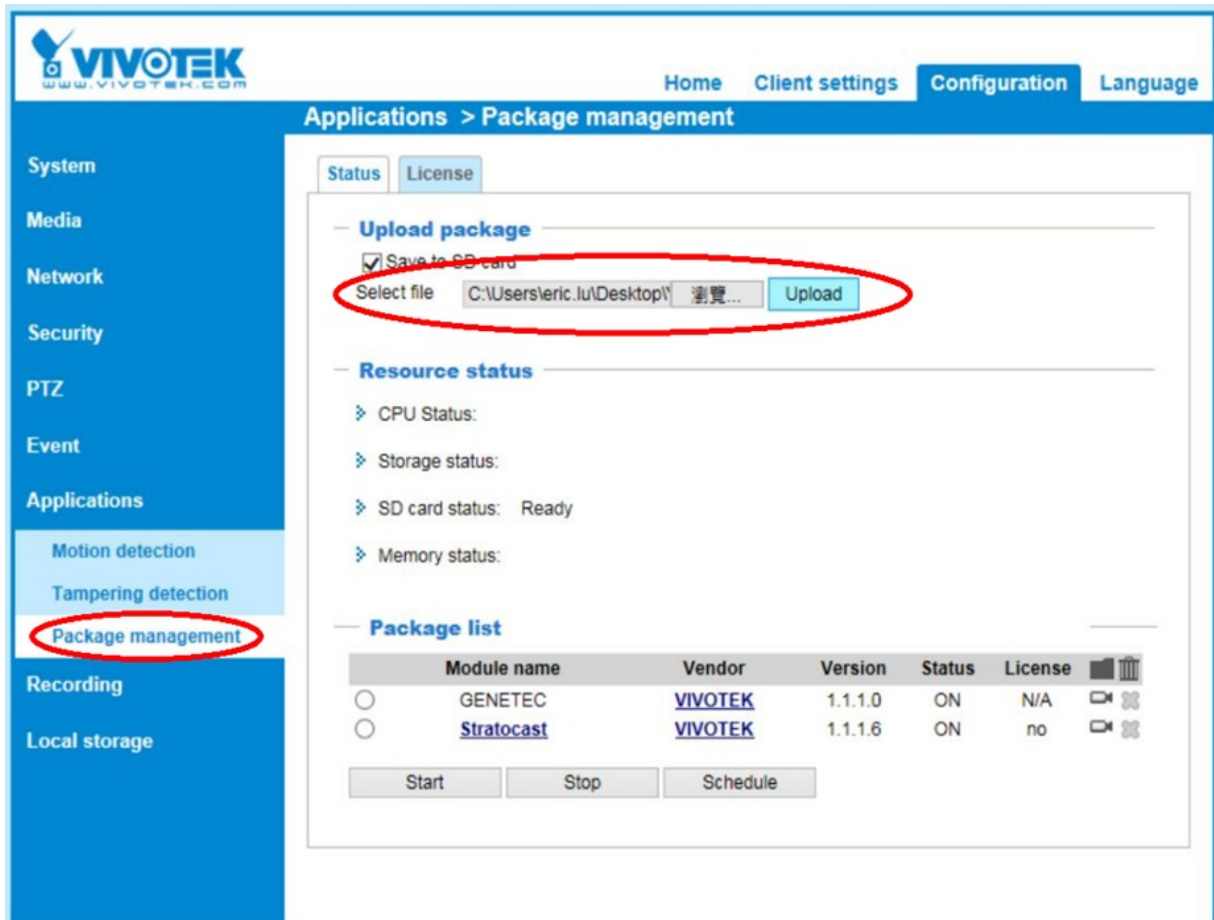 VIVOTEK
www.vivotek.com
Home Client settings Configuration Language
Applications > Package management
System
Media
Network
Security
PTZ
Event
Applications
Motion detection
Tampering detection
Package management
Recording
Local storage
Status License
Upload package
Save to SD card
Select file C:\Users\eric.lu\Desktop\ 瀏覽... Upload
Resource status
CPU Status:
Storage status:
SD card status: Ready
Memory status:
Package list
Module name Vendor Version Status License
GENETEC VIVOTEK 1.1.1.0 ON N/A
Stratocast VIVOTEK 1.1.1.6 ON no
Start Stop Schedule